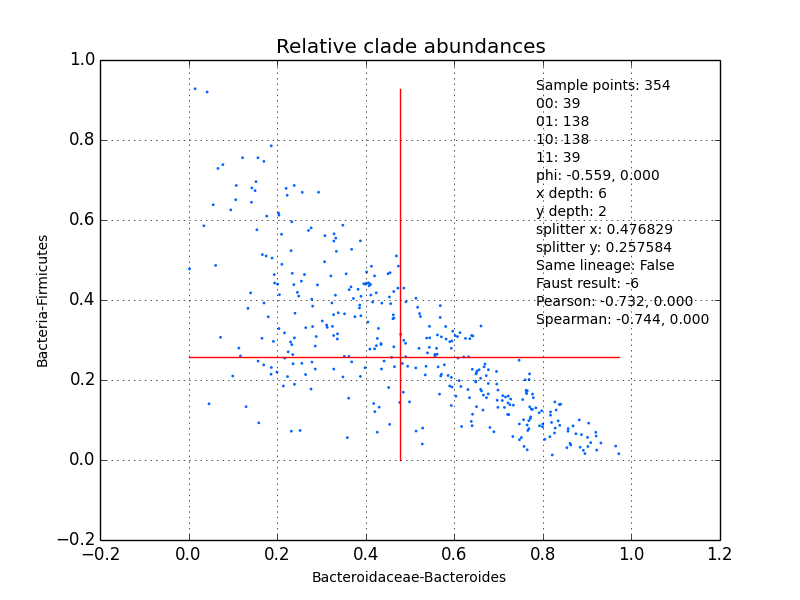 Relative clade abundances
1.0
0.8
0.6
0.4
0.2
0.0
−0.2
−0.2
0.0
0.2
0.4
0.6
0.8
1.0
1.2
Bacteria-Firmicutes
Bacteroidaceae-Bacteroides
Sample points: 354
00: 39
01: 138
10: 138
11: 39
phi: -0.559, 0.000
x depth: 6
y depth: 2
splitter x: 0.476829
splitter y: 0.257584
Same lineage: False
Faust result: -6
Pearson: -0.732, 0.000
Spearman: -0.744, 0.000